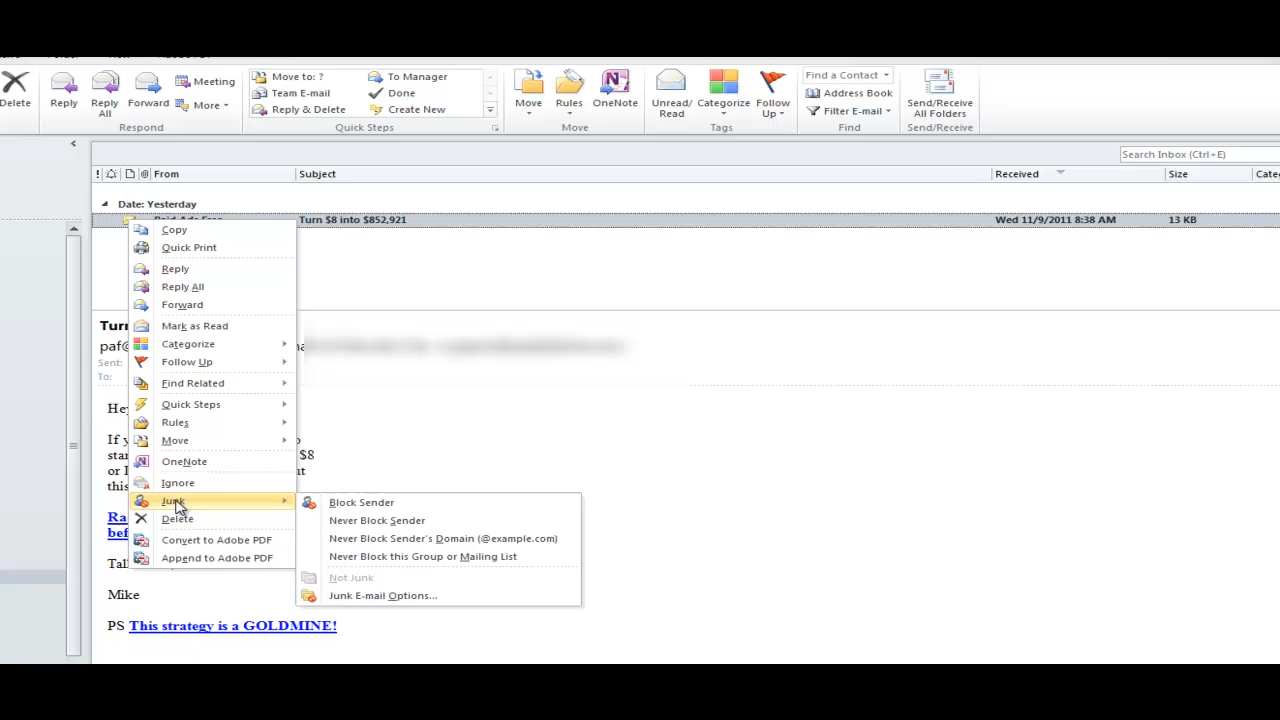 Delete
Reply
Reply All
Forward
Meeting
More
Respond
Move to: ?
To Manager
Team E-mail
Done
Reply & Delete
Create New
Quick Steps
Move
Rules
OneNote
Move
Unread/ Read
Categorize
Follow Up
Tags
Find a Contact
Address Book
Filter E-mail
Find
Send/Receive All Folders
Send/Receive
Search Inbox (Ctrl+E)
! @ From Subject Received Size
Date: Yesterday
Paid Ads Free Turn $8 into $852,921 Wed 11/9/2011 8:38 AM 13 KB
Copy
Quick Print
Reply
Reply All
Forward
Mark as Read
Categorize
Follow Up
Find Related
Quick Steps
Rules
Move
OneNote
Ignore
Junk
Delete
Convert to Adobe PDF
Append to Adobe PDF
Block Sender
Never Block Sender
Never Block Sender's Domain (@example.com)
Never Block this Group or Mailing List
Not Junk
Junk E-mail Options...
paf@
Sent:
To:
If
$8
or
Mike
PS This strategy is a GOLDMINE!